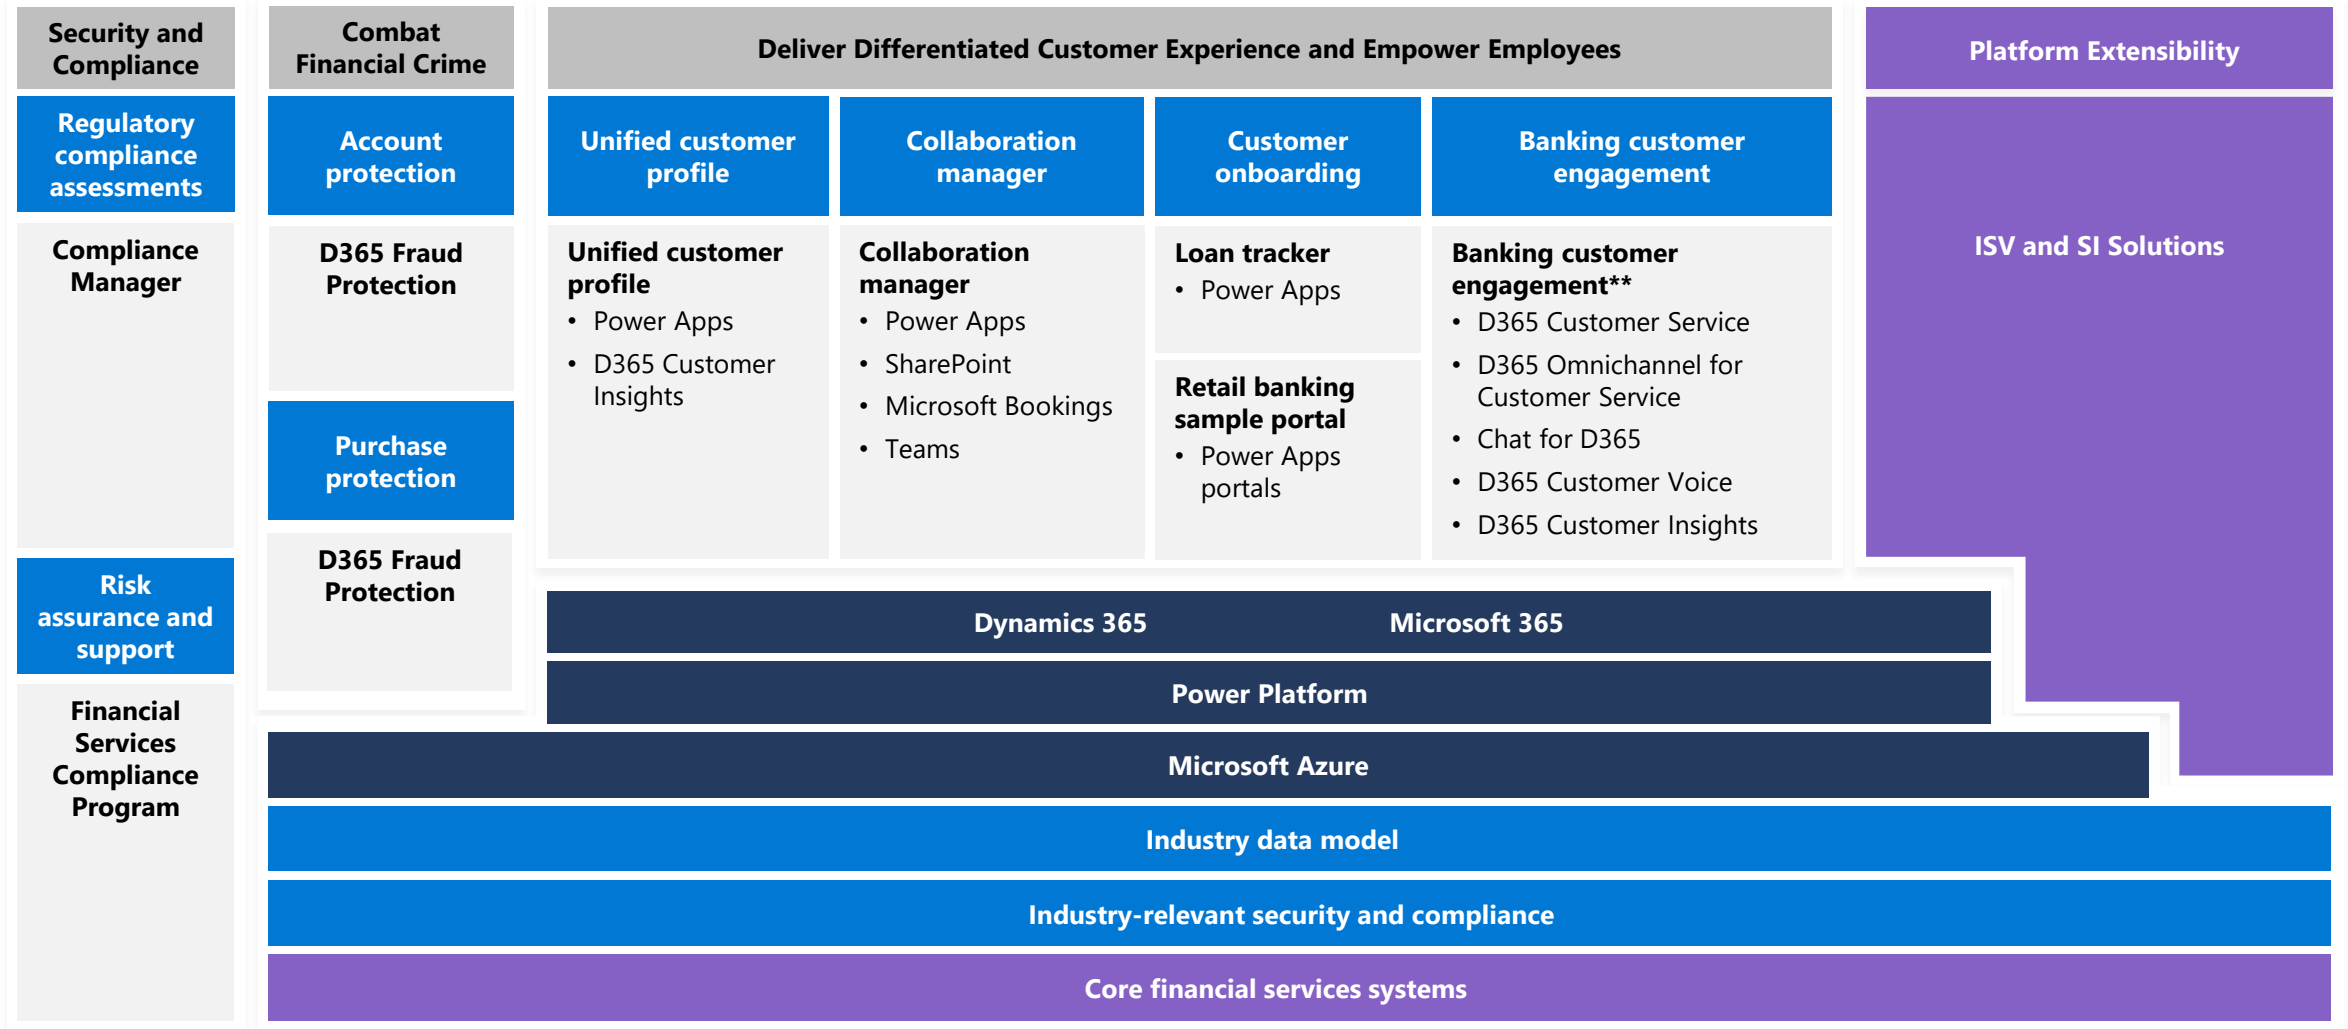 Security and
Compliance
Regulatory
compliance
assessments
Compliance
Manager
Risk
assurance and
support
Financial
Services
Compliance
Program
Combat
Financial Crime
Account
protection
D365 Fraud
Protection
Purchase
protection
D365 Fraud
Protection
Deliver Differentiated Customer Experience and Empower Employees
Unified customer
profile
Unified customer
profile
• Power Apps
• D365 Customer
Insights
Collaboration
manager
Collaboration
manager
• Power Apps
• SharePoint
• Microsoft Bookings
• Teams
Customer
onboarding
Loan tracker
• Power Apps
Retail banking
sample portal
• Power Apps
portals
Banking customer
engagement
Banking customer
engagement**
• D365 Customer Service
• D365 Omnichannel for
Customer Service
• Chat for D365
• D365 Customer Voice
• D365 Customer Insights
Platform Extensibility
ISV and SI Solutions
Dynamics 365 Microsoft 365
Power Platform
Microsoft Azure
Industry data model
Industry-relevant security and compliance
Core financial services systems